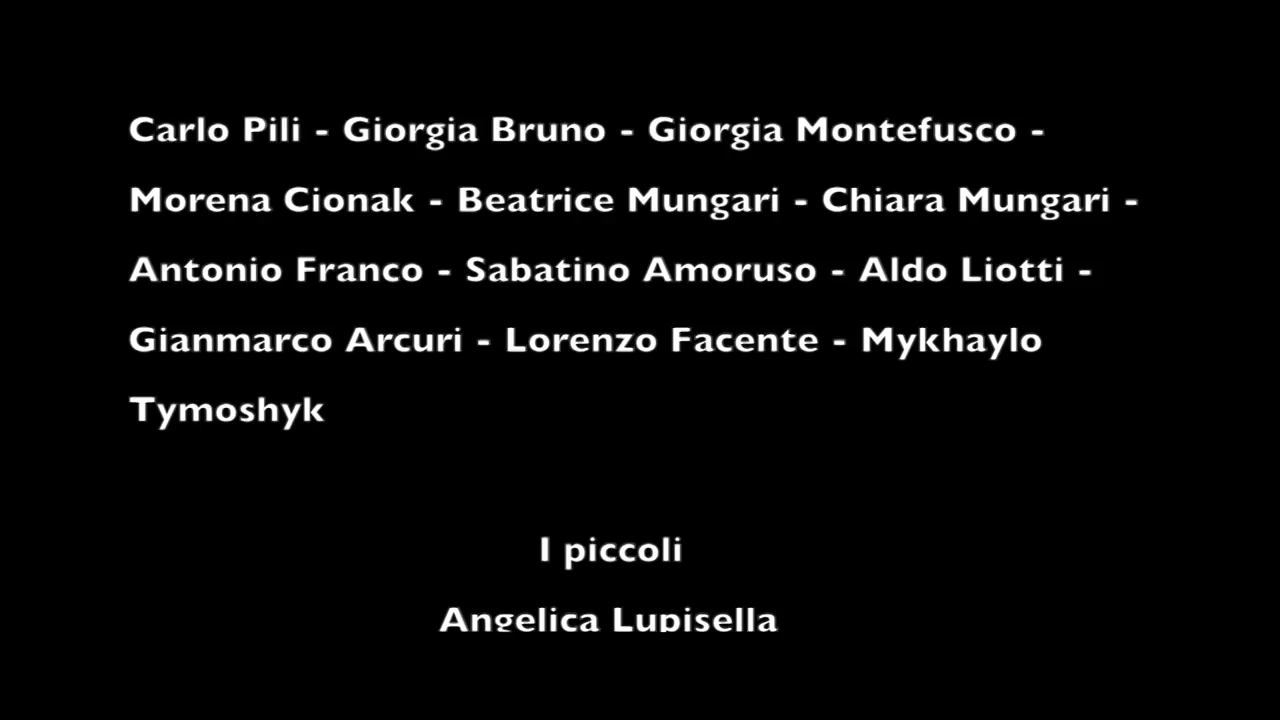 Carlo Pili - Giorgia Bruno - Giorgia Montefusco -
Morena Cionak - Beatrice Mungari - Chiara Mungari -
Antonio Franco - Sabatino Amoruso - Aldo Liotti -
Gianmarco Arcuri - Lorenzo Facente - Mykhaylo
Tymoshyk
I piccoli
Angelica Lupisella